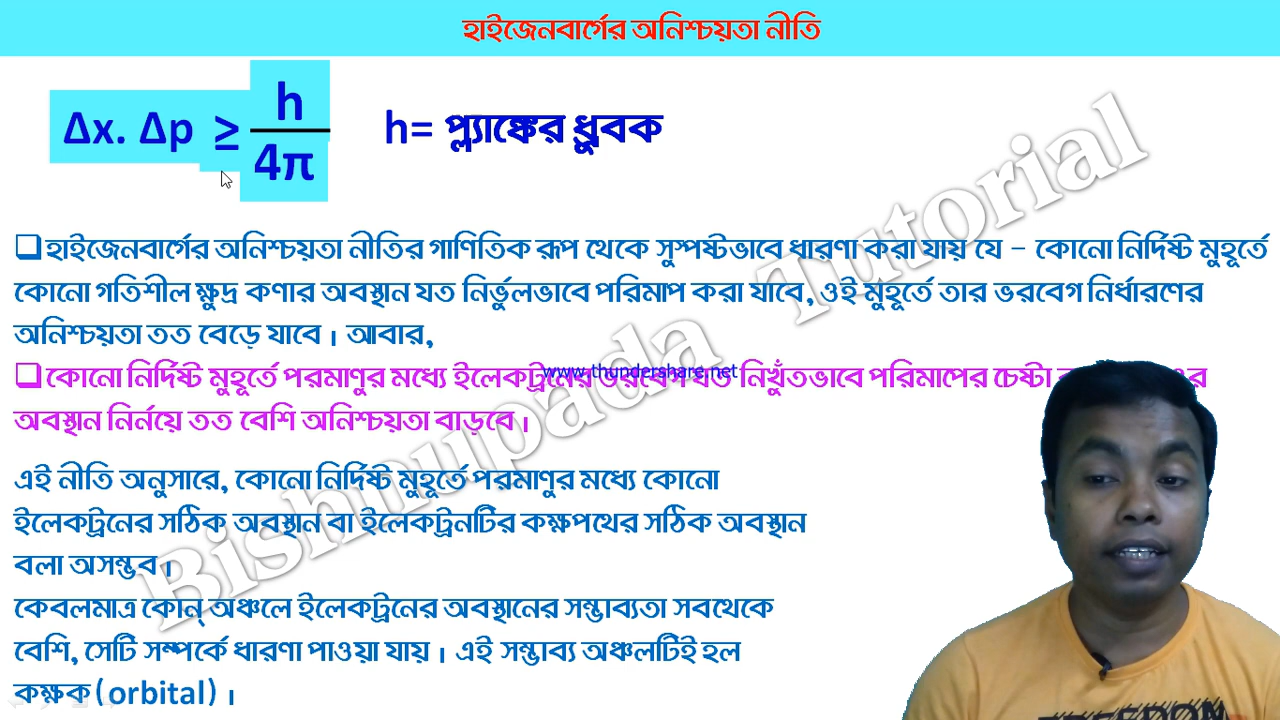 হাইজেনবার্গের অনিশ্চয়তা নীতি
Δx. Δp ≥ h/4π h= প্ল্যাঙ্কের ধ্রুবক
হাইজেনবার্গের অনিশ্চয়তা নীতির গাণিতিক রূপ থেকে সুস্পষ্টভাবে ধারণা করা যায় যে – কোনো নির্দিষ্ট মুহূর্তে
কোনো গতিশীল ক্ষুদ্র কণার অবস্থান যত নির্ভুলভাবে পরিমাপ করা যাবে, ওই মুহূর্তে তার ভরবেগ নির্ধারণের
অনিশ্চয়তা তত বেড়ে যাবে। আবার,
কোনো নির্দিষ্ট মুহূর্তে পরমাণুর মধ্যে ইলেকট্রনের ভরবেগ যত নিখুঁতভাবে পরিমাপের চেষ্টা
www.thundershare.net
অবস্থান নির্নয়ে তত বেশি অনিশ্চয়তা বাড়বে।
এই নীতি অনুসারে, কোনো নির্দিষ্ট মুহূর্তে পরমাণুর মধ্যে কোনো
ইলেকট্রনের সঠিক অবস্থান বা ইলেকট্রনটির কক্ষপথের সঠিক অবস্থান
বলা অসম্ভব।
কেবলমাত্র কোন্ অঞ্চলে ইলেকট্রনের অবস্থানের সম্ভাব্যতা সবথেকে
বেশি, সেটি সম্পর্কে ধারণা পাওয়া যায়। এই সম্ভাব্য অঞ্চলটিই হল
কক্ষক(orbital)।
Bishnupada Tutorial